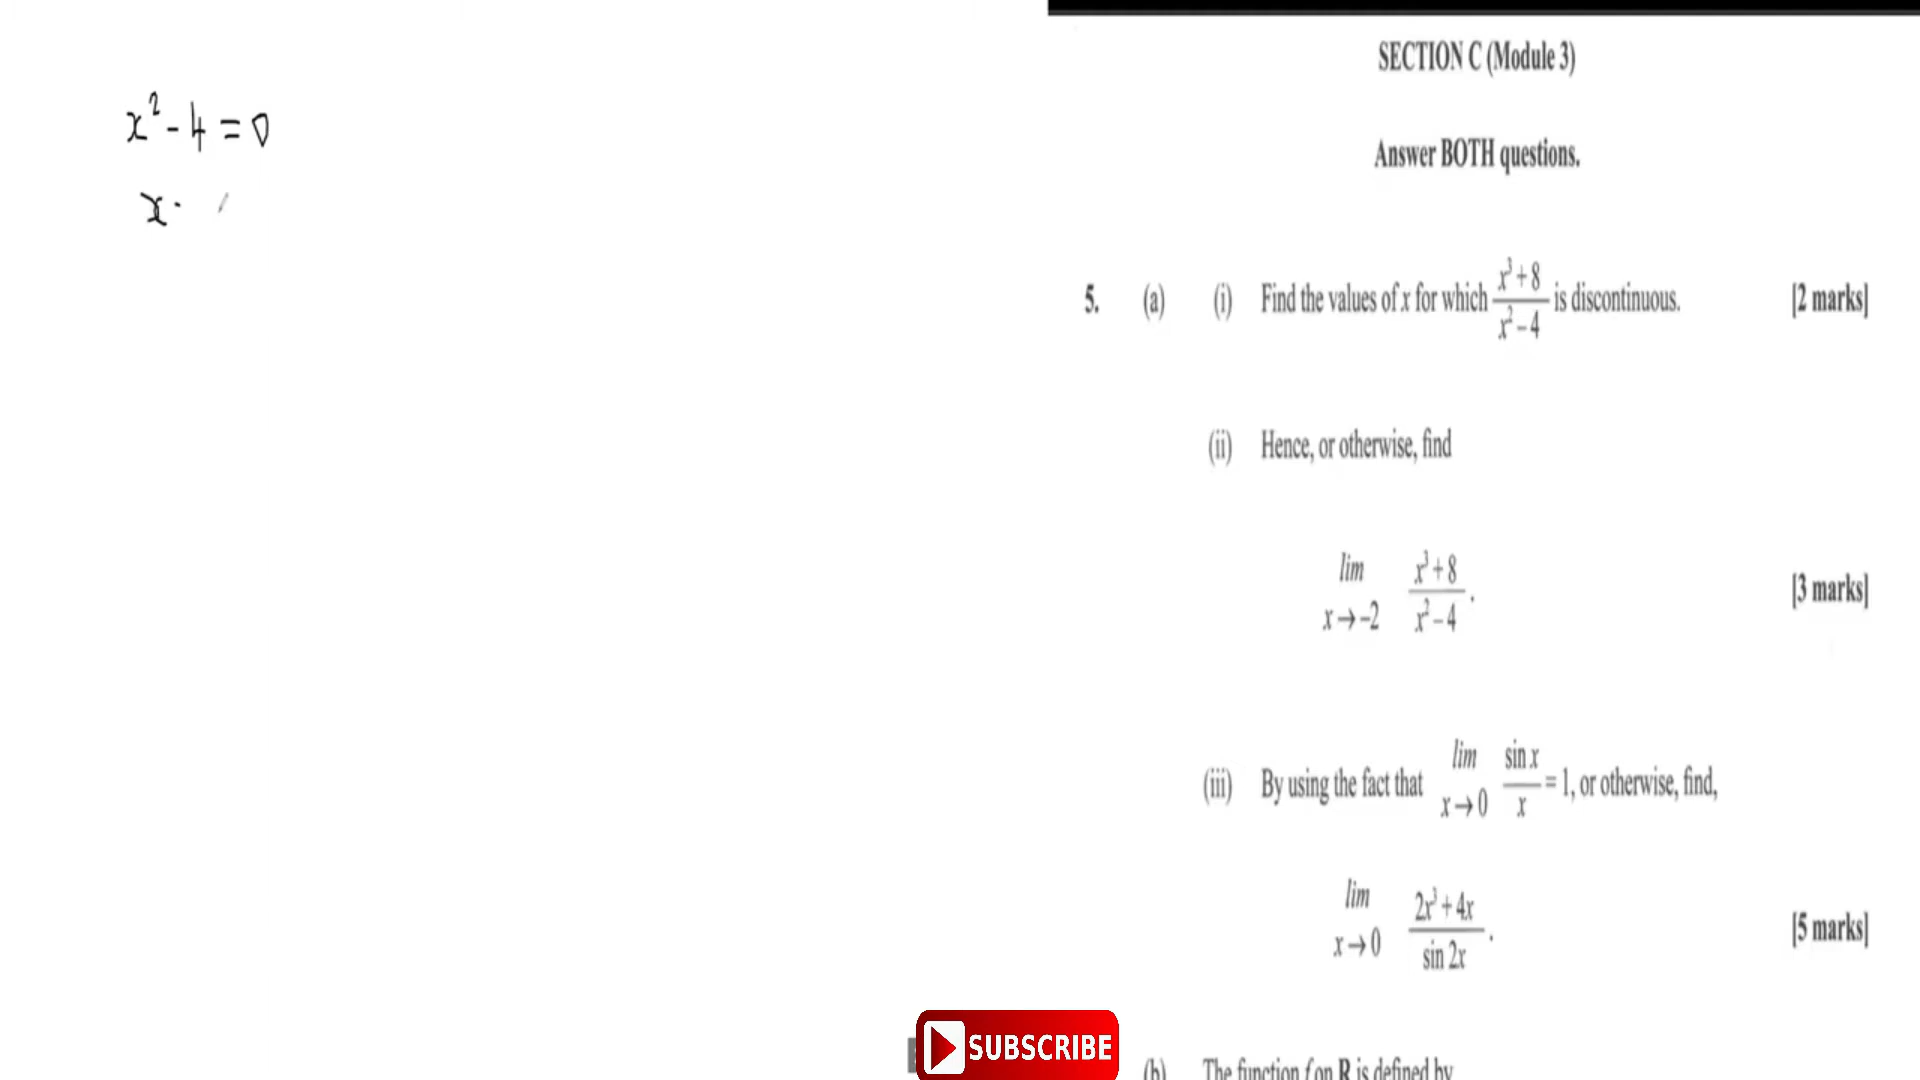 x² - 4 = 0
x
SECTION C (Module 3)
Answer BOTH questions.
5. (a) (i) Find the values of x for which (x³ + 8)/(x² – 4) is discontinuous. [2 marks]
(ii) Hence, or otherwise, find
lim x → –2 (x³ + 8)/(x² – 4). [3 marks]
(iii) By using the fact that lim x → 0 (sin x)/x = 1, or otherwise, find,
lim x → 0 (2x³ + 4x)/(sin 2x). [5 marks]
SUBSCRIBE
(b) The function f on R is defined by